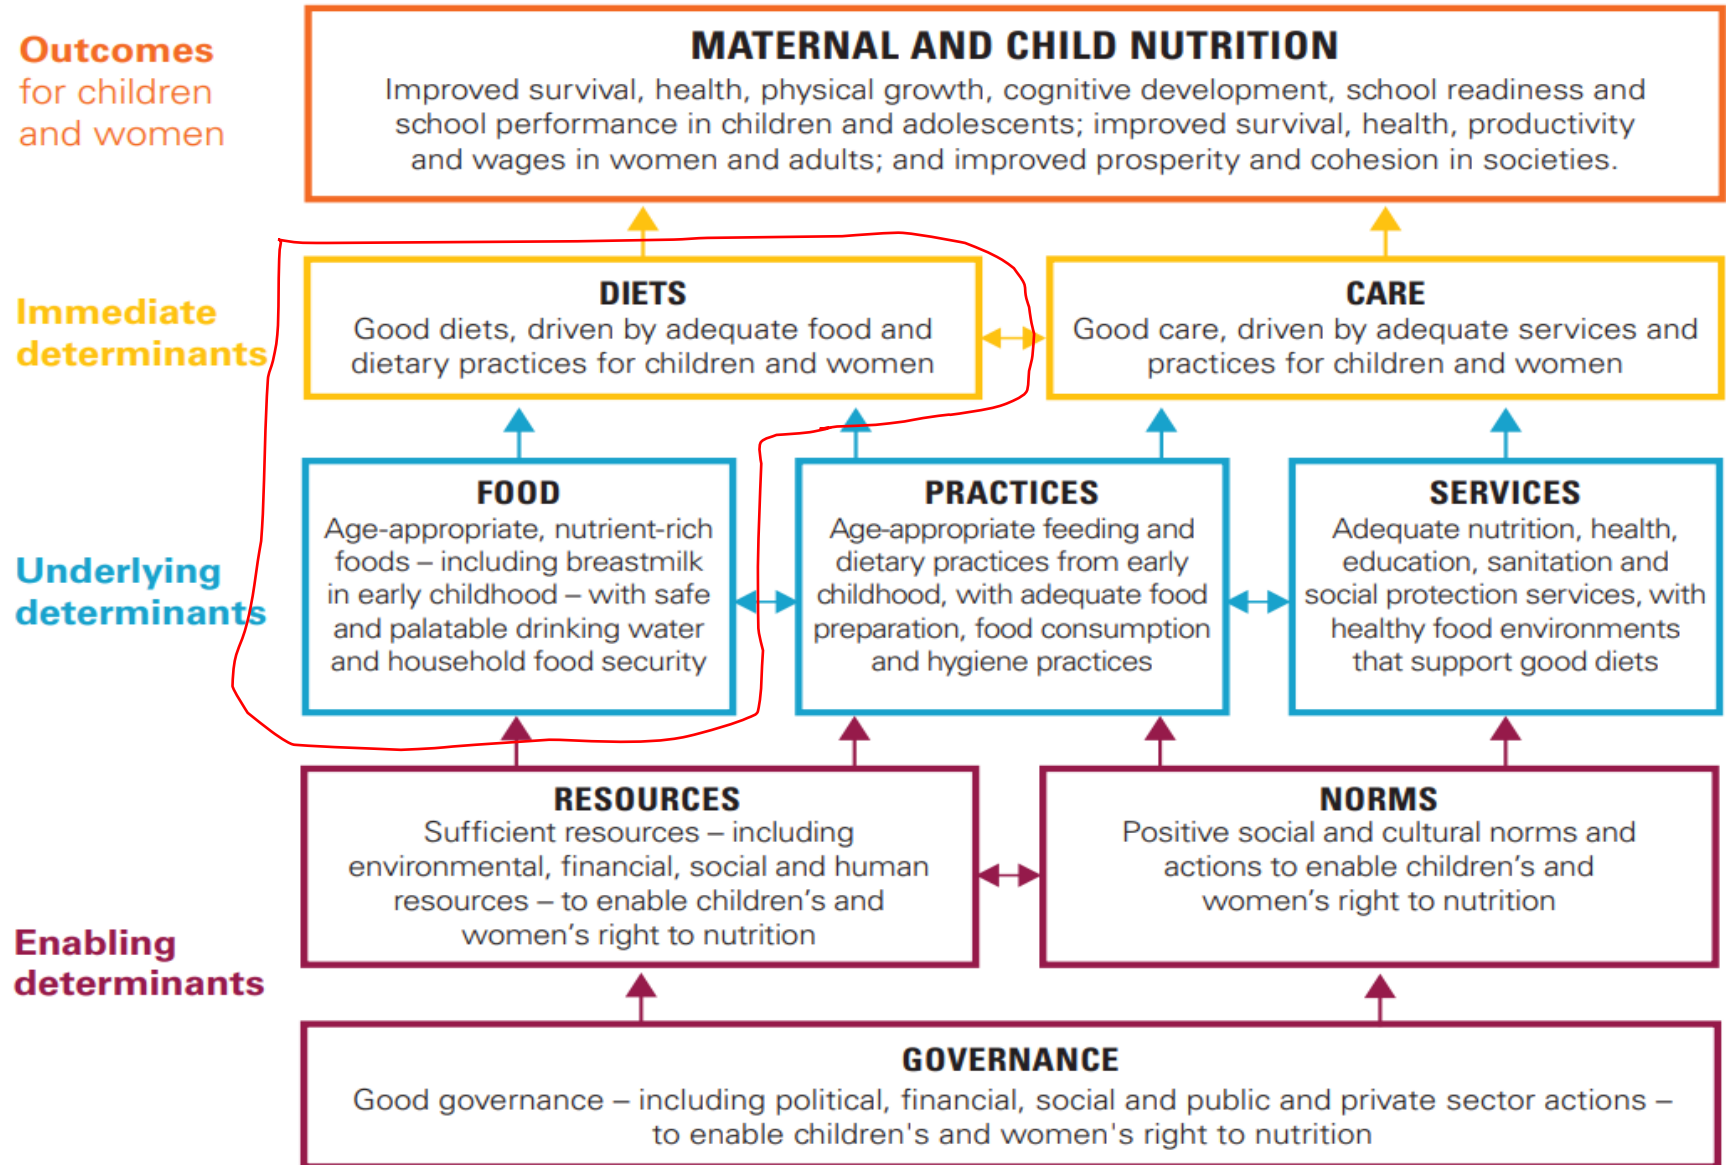 Outcomes
for children
and women
MATERNAL AND CHILD NUTRITION
Improved survival, health, physical growth, cognitive development, school readiness and
school performance in children and adolescents; improved survival, health, productivity
and wages in women and adults; and improved prosperity and cohesion in societies.
Immediate
determinants
DIETS
Good diets, driven by adequate food and
dietary practices for children and women
CARE
Good care, driven by adequate services and
practices for children and women
Underlying
determinants
FOOD
Age-appropriate, nutrient-rich
foods – including breastmilk
in early childhood – with safe
and palatable drinking water
and household food security
PRACTICES
Age-appropriate feeding and
dietary practices from early
childhood, with adequate food
preparation, food consumption
and hygiene practices
SERVICES
Adequate nutrition, health,
education, sanitation and
social protection services, with
healthy food environments
that support good diets
Enabling
determinants
RESOURCES
Sufficient resources – including
environmental, financial, social and human
resources – to enable children’s and
women’s right to nutrition
NORMS
Positive social and cultural norms and
actions to enable children’s and
women’s right to nutrition
GOVERNANCE
Good governance – including political, financial, social and public and private sector actions –
to enable children's and women's right to nutrition